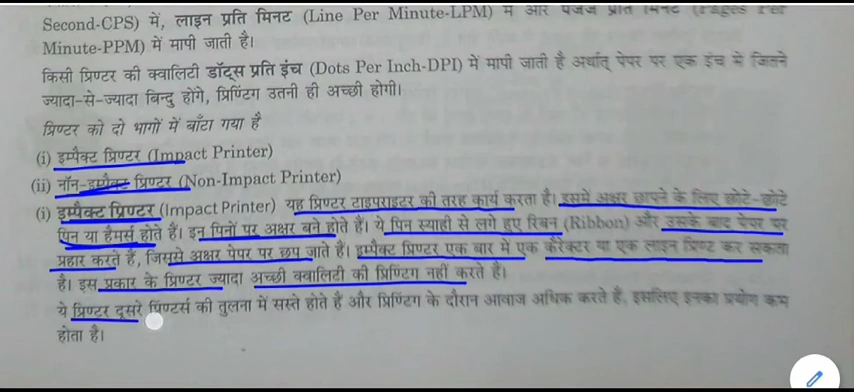 Second-CPS) में, लाइन प्रति मिनट (Line Per Minute-LPM) में और पेजेज प्रति मिनट (Pages Per
Minute-PPM) में मापी जाती है।
किसी प्रिण्टर की क्वालिटी डॉट्स प्रति इंच (Dots Per Inch-DPI) में मापी जाती है अर्थात् पेपर पर एक इंच में जितने
ज्यादा-से-ज्यादा बिन्दु होंगे, प्रिण्टिंग उतनी ही अच्छी होगी।
प्रिण्टर को दो भागों में बाँटा गया है
(i) इम्पैक्ट प्रिण्टर (Impact Printer)
(ii) नॉन-इम्पैक्ट प्रिण्टर (Non-Impact Printer)
(i) इम्पैक्ट प्रिण्टर (Impact Printer) यह प्रिण्टर टाइपराइटर की तरह कार्य करता है। इसमें अक्षर छापने के लिए छोटे-छोटे
पिन या हैमर्स होते हैं। इन पिनों पर अक्षर बने होते हैं। ये पिन स्याही से लगे हुए रिबन (Ribbon) और उसके बाद पेपर पर
प्रहार करते हैं, जिससे अक्षर पेपर पर छप जाते हैं। इम्पैक्ट प्रिण्टर एक बार में एक कैरेक्टर या एक लाइन प्रिण्ट कर सकता
है। इस प्रकार के प्रिण्टर ज्यादा अच्छी क्वालिटी की प्रिण्टिंग नहीं करते हैं।
ये प्रिण्टर दूसरे प्रिण्टर्स की तुलना में सस्ते होते हैं और प्रिण्टिंग के दौरान आवाज अधिक करते हैं, इसलिए इनका प्रयोग कम
होता है।